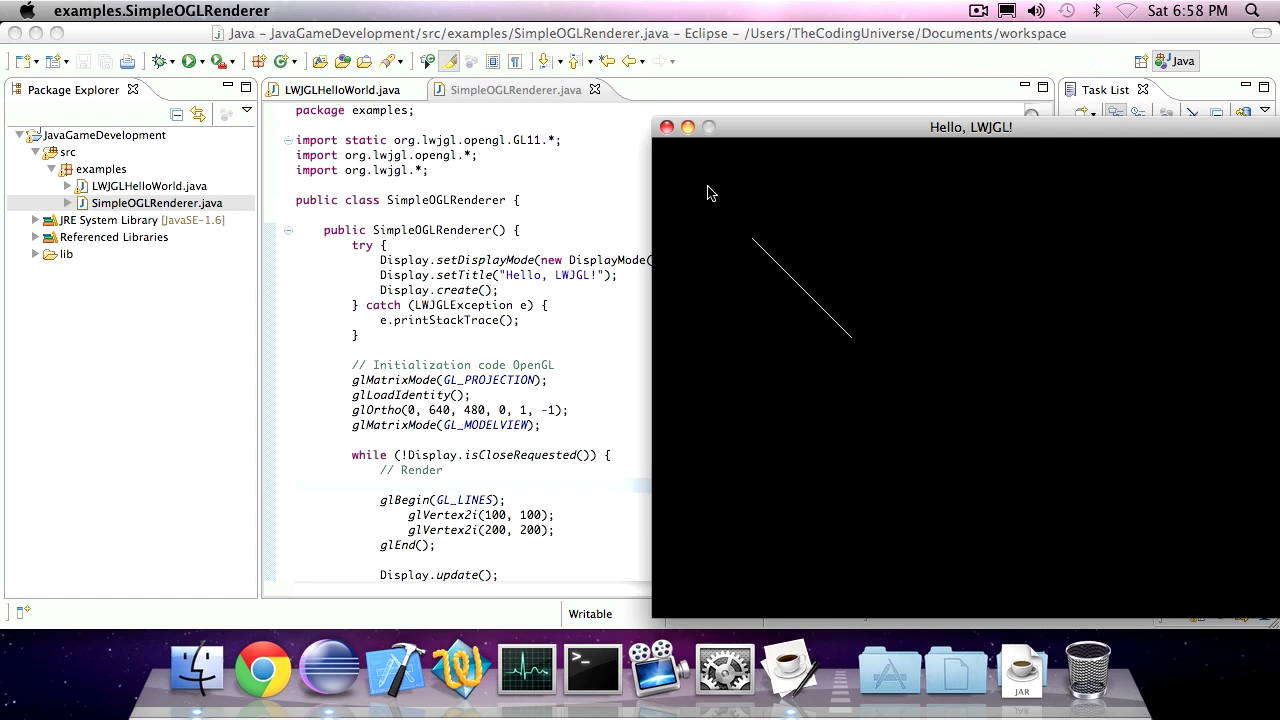 examples.SimpleOGLRenderer
Sat 6:58 PM
Java – JavaGameDevelopment/src/examples/SimpleOGLRenderer.java – Eclipse – /Users/TheCodingUniverse/Documents/workspace
Java
Package Explorer
LWJGLHelloWorld.java
SimpleOGLRenderer.java
Task List
JavaGameDevelopment
src
examples
LWJGLHelloWorld.java
SimpleOGLRenderer.java
JRE System Library [JavaSE-1.6]
Referenced Libraries
lib
package examples;
import static org.lwjgl.opengl.GL11.*;
import org.lwjgl.opengl.*;
import org.lwjgl.*;
public class SimpleOGLRenderer {
public SimpleOGLRenderer() {
try {
Display.setDisplayMode(new DisplayMode(
Display.setTitle("Hello, LWJGL!");
Display.create();
} catch (LWJGLException e) {
e.printStackTrace();
}
// Initialization code OpenGL
glMatrixMode(GL_PROJECTION);
glLoadIdentity();
glOrtho(0, 640, 480, 0, 1, -1);
glMatrixMode(GL_MODELVIEW);
while (!Display.isCloseRequested()) {
// Render
glBegin(GL_LINES);
glVertex2i(100, 100);
glVertex2i(200, 200);
glEnd();
Display.update();
Hello, LWJGL!
Writable
JAR